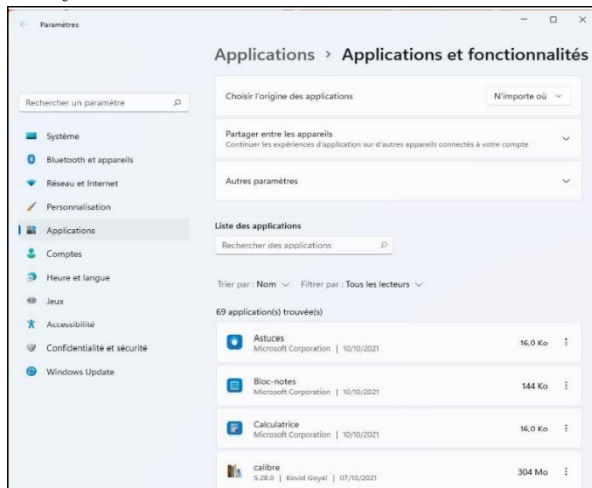 Paramètres
Applications > Applications et fonctionnalités
Rechercher un paramètre
Système
Bluetooth et appareils
Réseau et Internet
Personnalisation
Applications
Comptes
Heure et langue
Jeux
Accessibilité
Confidentialité et sécurité
Windows Update
Choisir l'origine des applications
N'importe où
Partager entre les appareils
Continuer les expériences d'application sur d'autres appareils connectés à votre compte
Autres paramètres
Liste des applications
Rechercher des applications
Trier par : Nom Filtrer par : Tous les lecteurs
69 application(s) trouvée(s)
Astuces
Microsoft Corporation | 10/10/2021
16,0 Ko
Bloc-notes
Microsoft Corporation | 10/10/2021
144 Ko
Calculatrice
Microsoft Corporation | 10/10/2021
16,0 Ko
calibre
5.28.0 | Kovid Goyal | 07/10/2021
304 Mo